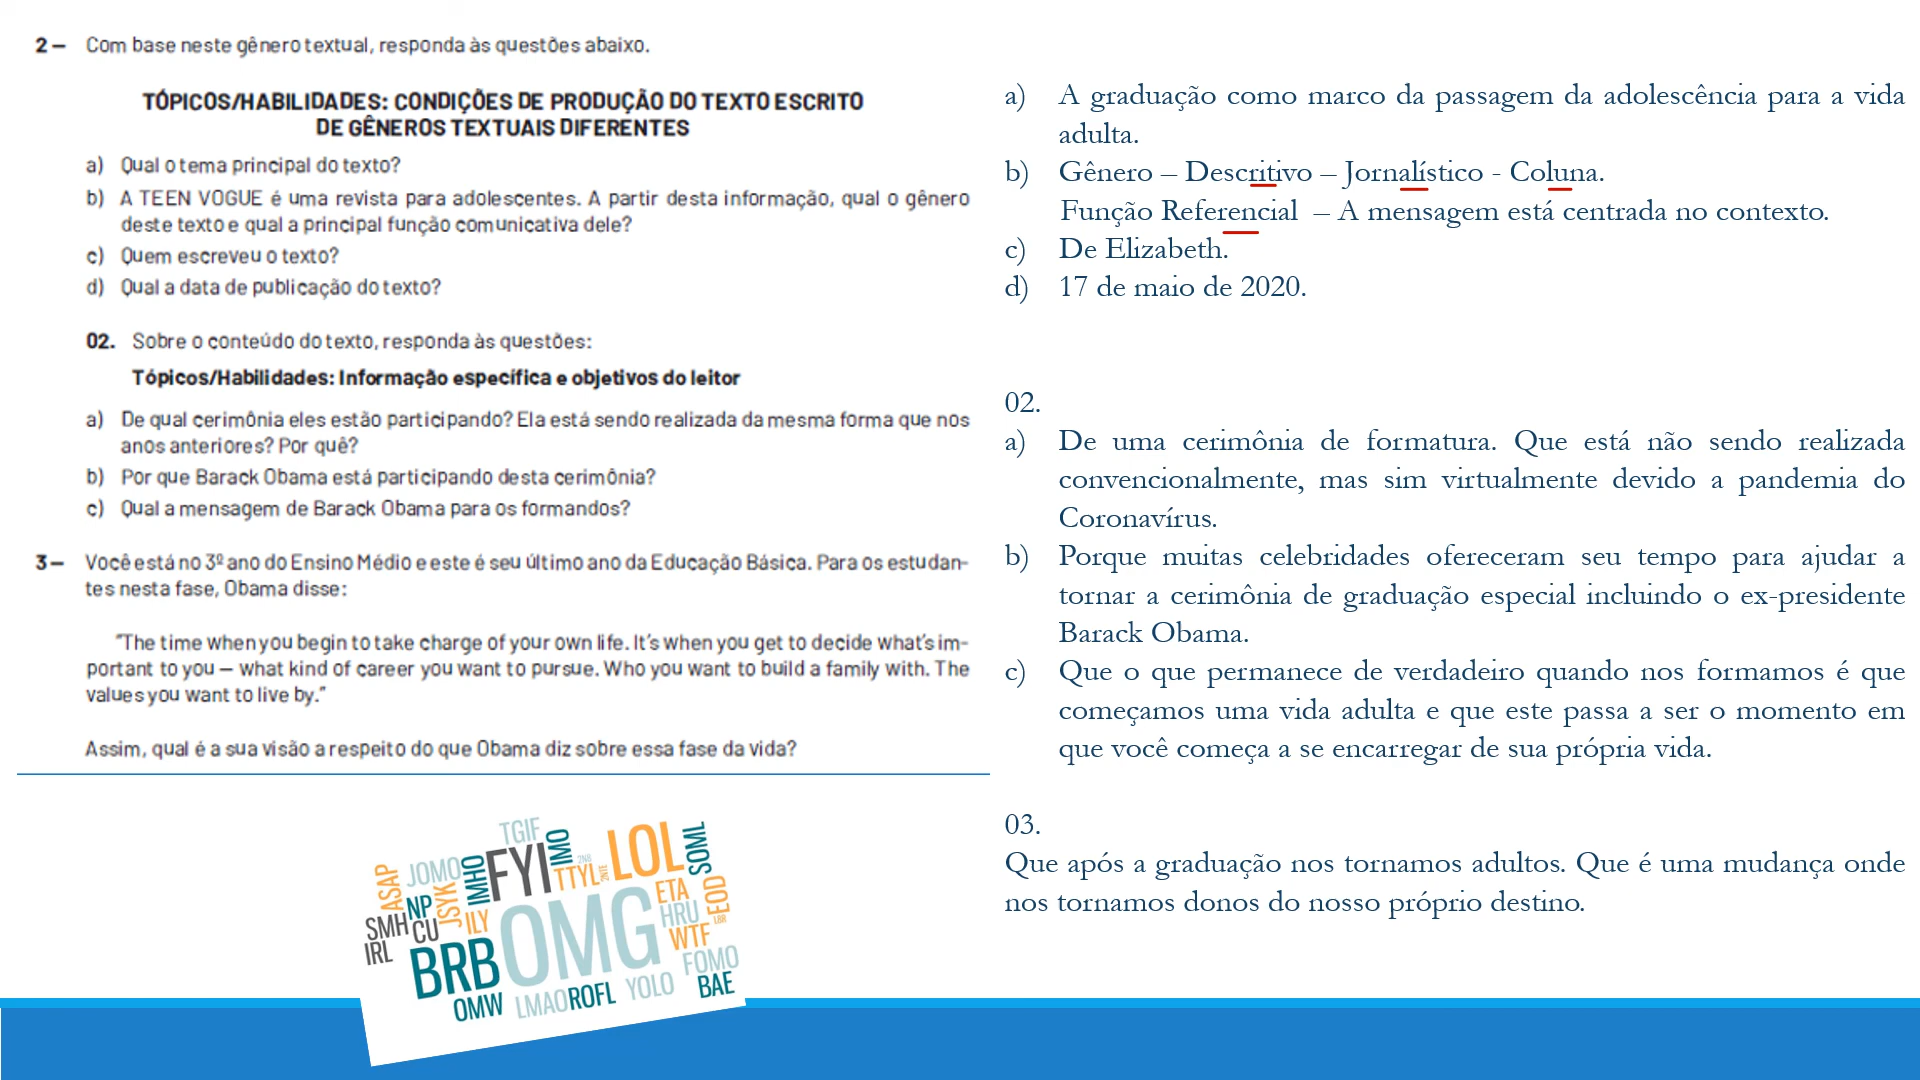 2 – Com base neste gênero textual, responda às questões abaixo.
TÓPICOS/HABILIDADES: CONDIÇÕES DE PRODUÇÃO DO TEXTO ESCRITO
DE GÊNEROS TEXTUAIS DIFERENTES
a) Qual o tema principal do texto?
b) A TEEN VOGUE é uma revista para adolescentes. A partir desta informação, qual o gênero
deste texto e qual a principal função comunicativa dele?
c) Quem escreveu o texto?
d) Qual a data de publicação do texto?
02. Sobre o conteúdo do texto, responda às questões:
Tópicos/Habilidades: Informação específica e objetivos do leitor
a) De qual cerimônia eles estão participando? Ela está sendo realizada da mesma forma que nos
anos anteriores? Por quê?
b) Por que Barack Obama está participando desta cerimônia?
c) Qual a mensagem de Barack Obama para os formandos?
3 – Você está no 3º ano do Ensino Médio e este é seu último ano da Educação Básica. Para os estudan-
tes nesta fase, Obama disse:
"The time when you begin to take charge of your own life. It's when you get to decide what's im-
portant to you – what kind of career you want to pursue. Who you want to build a family with. The
values you want to live by."
Assim, qual é a sua visão a respeito do que Obama diz sobre essa fase da vida?
a) A graduação como marco da passagem da adolescência para a vida
adulta.
b) Gênero – Descritivo – Jornalístico - Coluna.
Função Referencial – A mensagem está centrada no contexto.
c) De Elizabeth.
d) 17 de maio de 2020.
02.
a) De uma cerimônia de formatura. Que está não sendo realizada
convencionalmente, mas sim virtualmente devido a pandemia do
Coronavírus.
b) Porque muitas celebridades ofereceram seu tempo para ajudar a
tornar a cerimônia de graduação especial incluindo o ex-presidente
Barack Obama.
c) Que o que permanece de verdadeiro quando nos formamos é que
começamos uma vida adulta e que este passa a ser o momento em
que você começa a se encarregar de sua própria vida.
03.
Que após a graduação nos tornamos adultos. Que é uma mudança onde
nos tornamos donos do nosso próprio destino.
TGIF
IMO
LOL
SOML
ASAP
JOMO
IMHO
FYI
2NII
TTYL
2NTE
NP
JSYK
ETA
EOD
SMH
CU
ILY
OMG
HRU
LBR
IRL
BRB
WTF
FOMO
OMW
LMAO
ROFL
YOLO
BAE